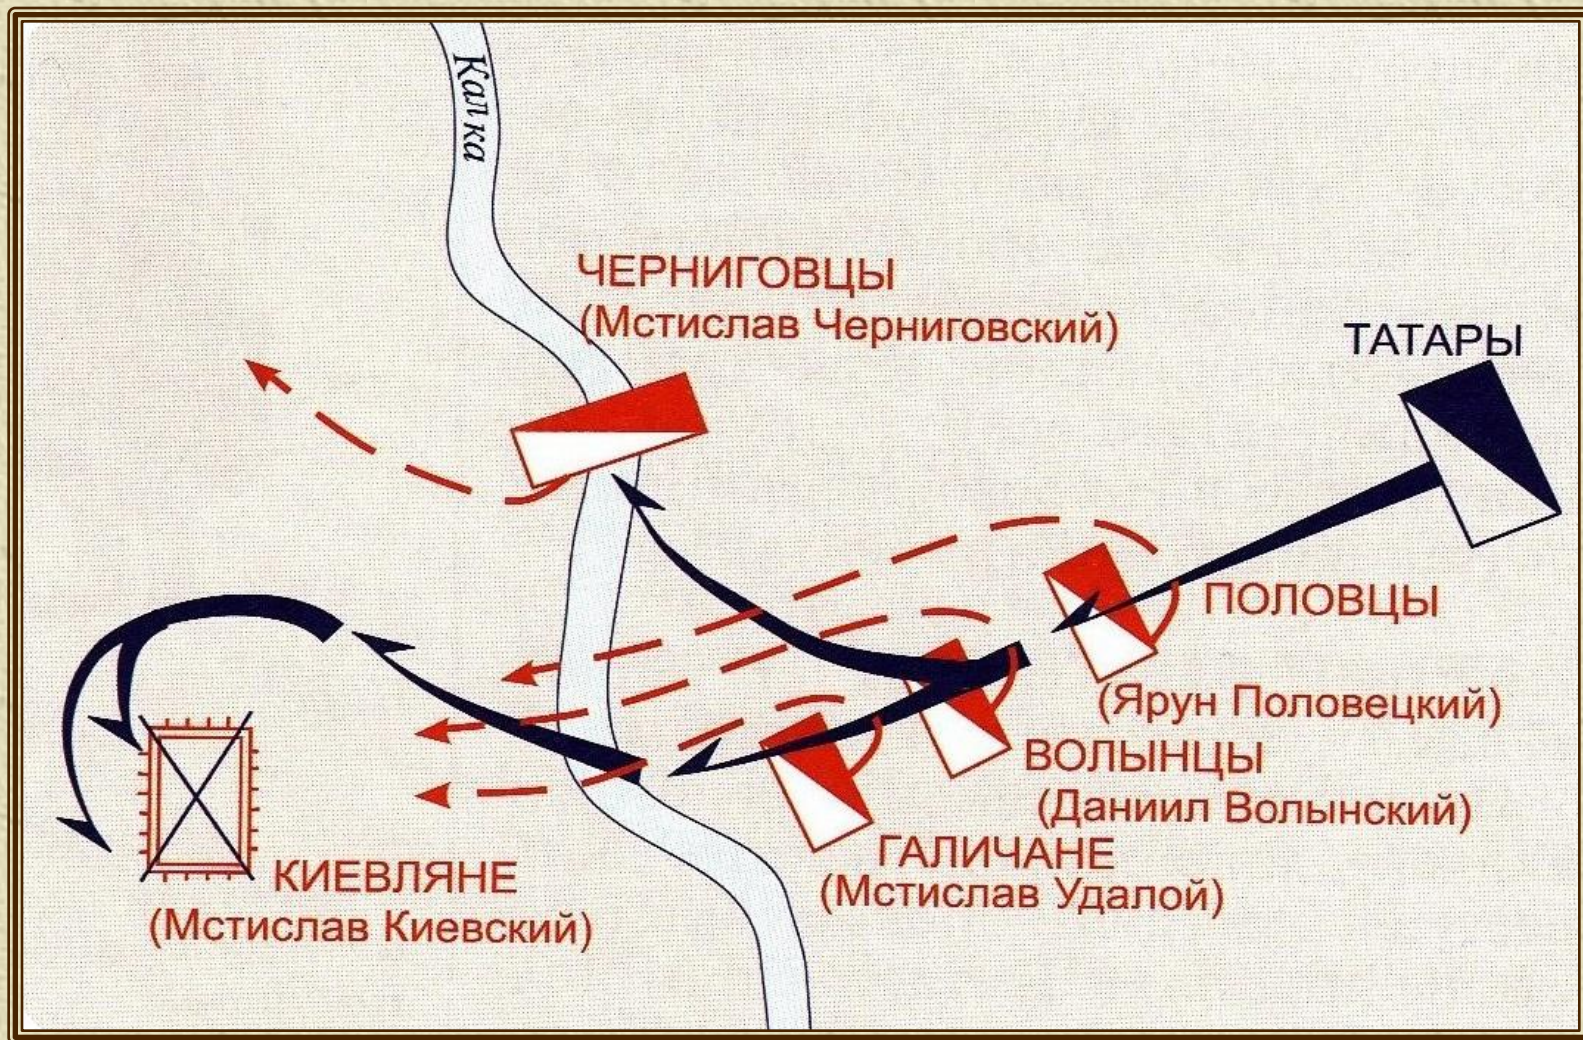 Калка
ЧЕРНИГОВЦЫ
(Мстислав Черниговский)
ТАТАРЫ
ПОЛОВЦЫ
(Ярун Половецкий)
ВОЛЫНЦЫ
(Даниил Волынский)
ГАЛИЧАНЕ
(Мстислав Удалой)
КИЕВЛЯНЕ
(Мстислав Киевский)